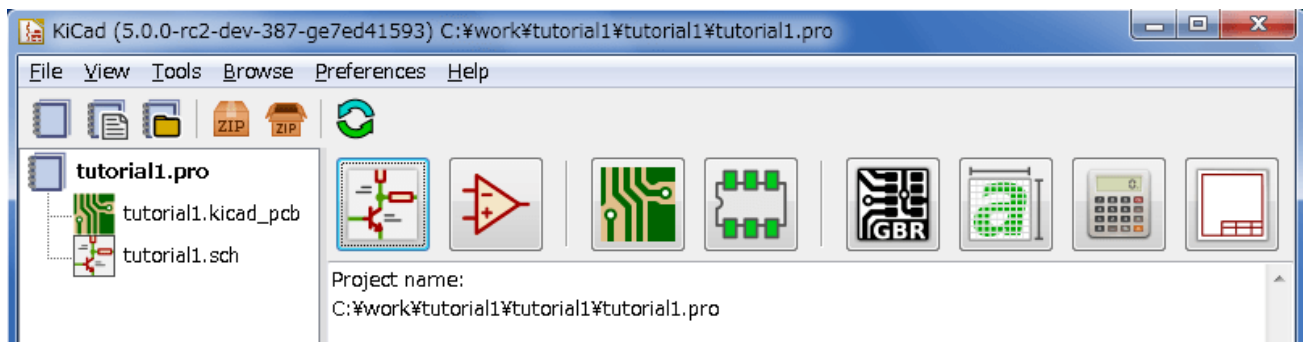 KiCad (5.0.0-rc2-dev-387-ge7ed41593) C:¥work¥tutorial1¥tutorial1¥tutorial1.pro
File View Tools Browse Preferences Help
ZIP ZIP
tutorial1.pro
tutorial1.kicad_pcb
tutorial1.sch
GBR a 0.
Project name:
C:¥work¥tutorial1¥tutorial1¥tutorial1.pro